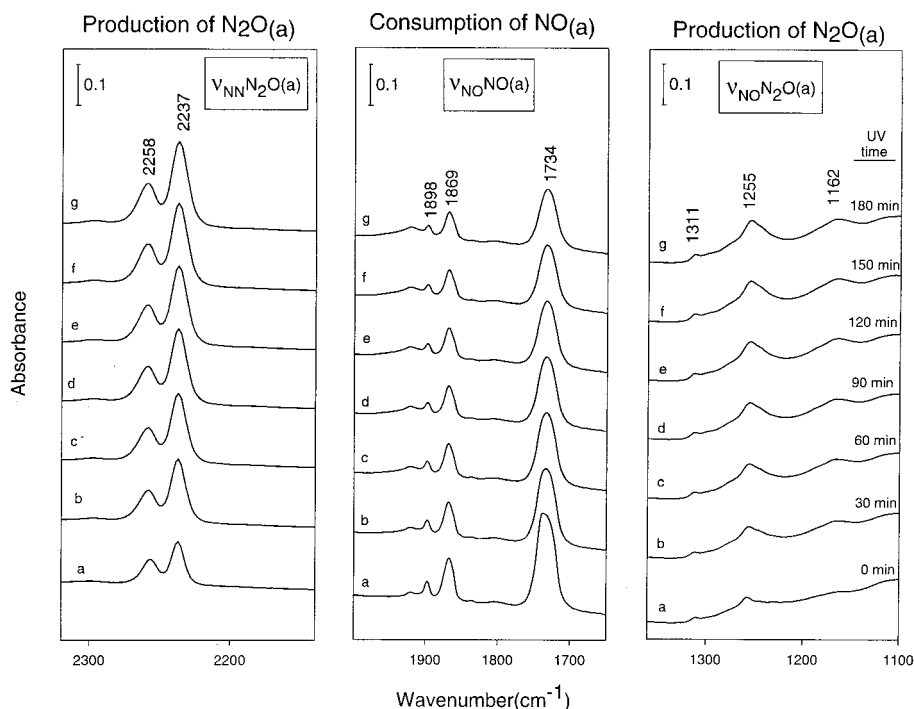 Production of N2O(a)
0.1
νNNN2O(a)
2258
2237
g
f
e
d
c
b
a
2300
2200
Consumption of NO(a)
0.1
νNONO(a)
1898
1869
1734
g
f
e
d
c
b
a
1900
1800
1700
Production of N2O(a)
0.1
νNON2O(a)
UV
time
1311
1255
1162
180 min
g
150 min
f
120 min
e
90 min
d
60 min
c
30 min
b
0 min
a
1300
1200
1100
Absorbance
Wavenumber(cm-1)